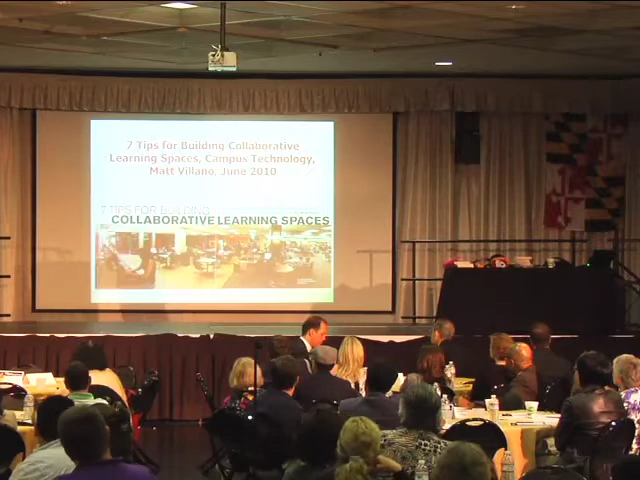 7 Tips for Building Collaborative
Learning Spaces, Campus Technology,
Matt Villano, June 2010
7 TIPS FOR BUILDING
COLLABORATIVE LEARNING SPACES